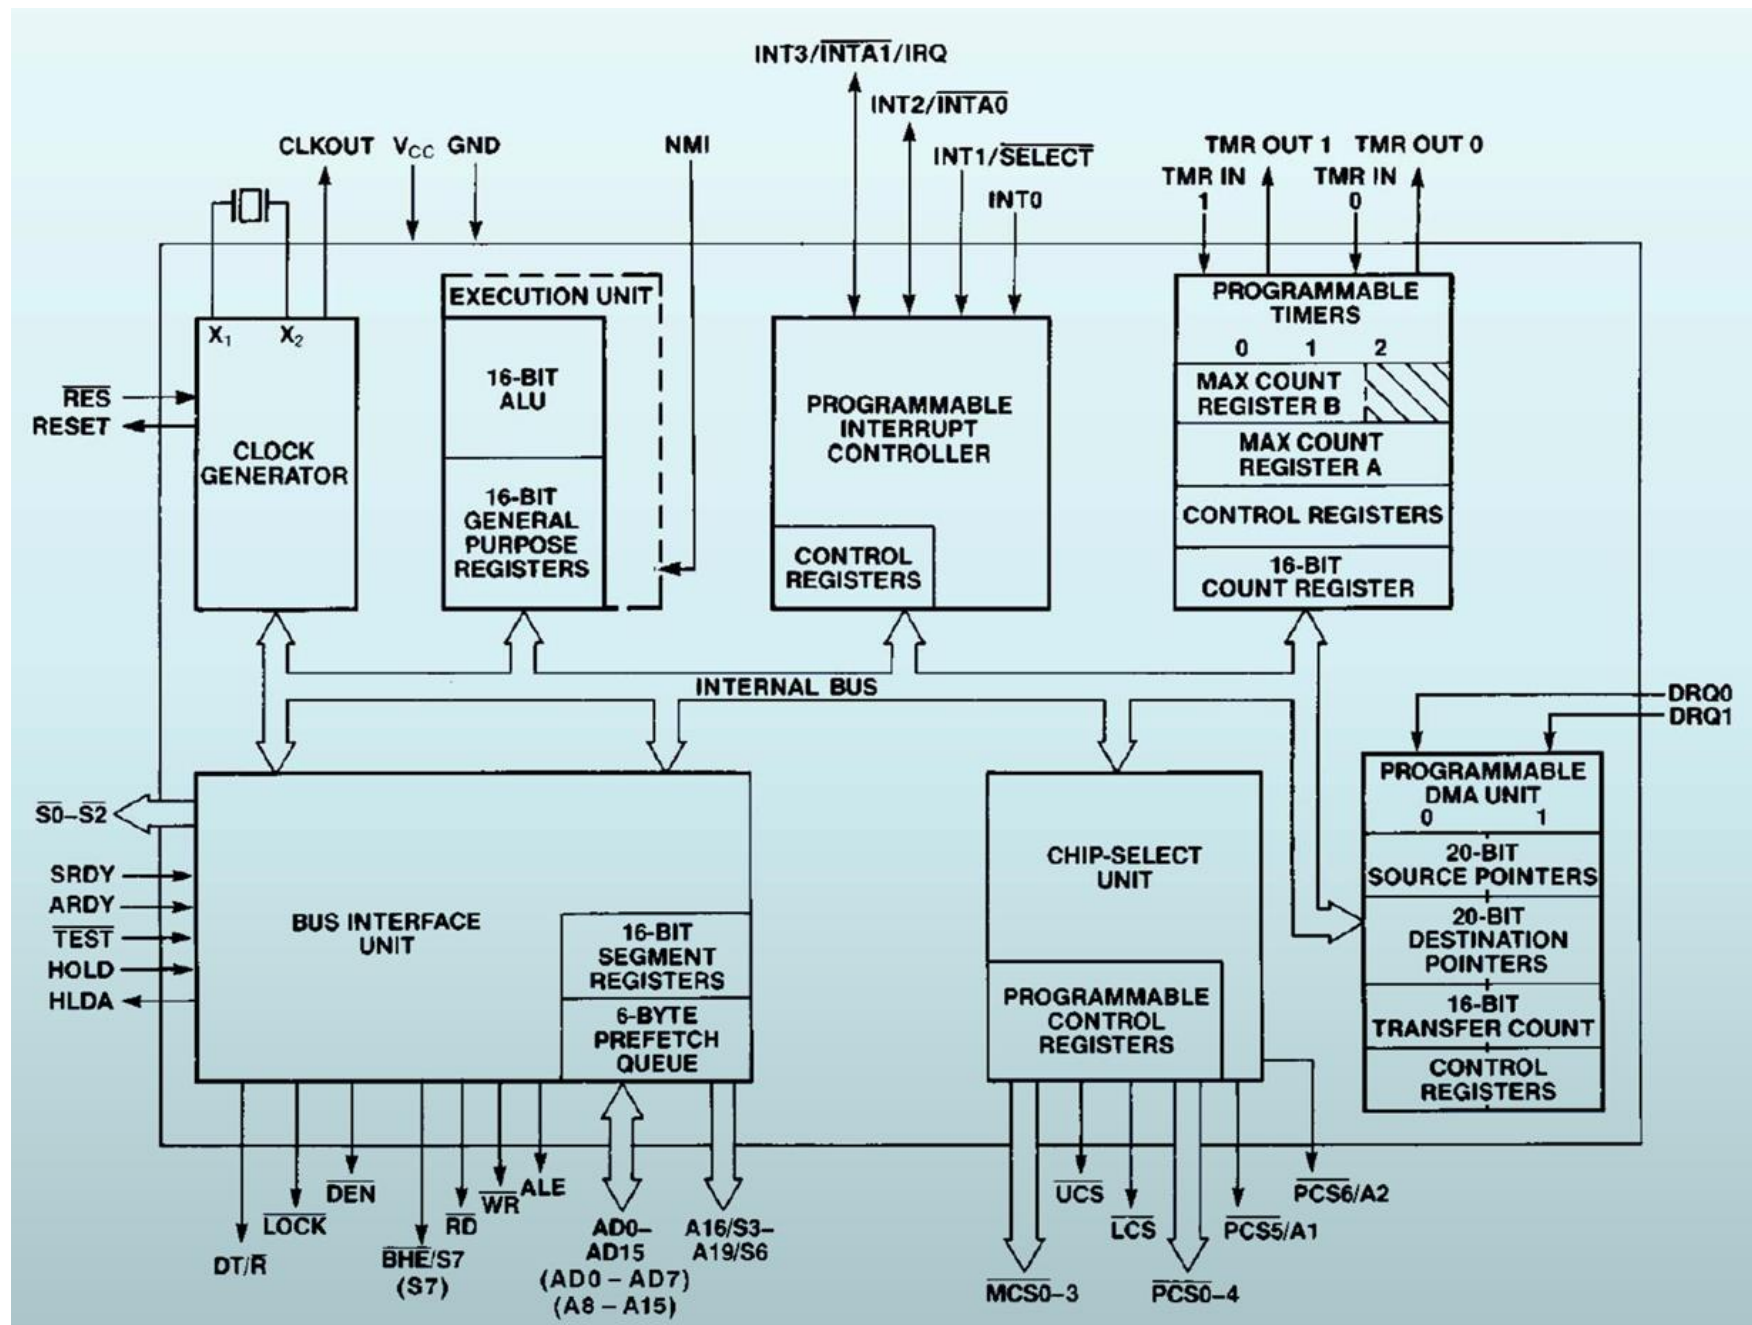 INT3/INTA1/IRQ
INT2/INTA0
CLKOUT VCC GND
NMI
INT1/SELECT
INT0
TMR OUT 1 TMR OUT 0
TMR IN
1
TMR IN
0
X1 X2
RES
RESET
CLOCK
GENERATOR
EXECUTION UNIT
16-BIT
ALU
16-BIT
GENERAL
PURPOSE
REGISTERS
PROGRAMMABLE
INTERRUPT
CONTROLLER
CONTROL
REGISTERS
PROGRAMMABLE
TIMERS
0 1 2
MAX COUNT
REGISTER B
MAX COUNT
REGISTER A
CONTROL REGISTERS
16-BIT
COUNT REGISTER
INTERNAL BUS
DRQ0
DRQ1
S0–S2
SRDY
ARDY
TEST
HOLD
HLDA
BUS INTERFACE
UNIT
16-BIT
SEGMENT
REGISTERS
6-BYTE
PREFETCH
QUEUE
CHIP-SELECT
UNIT
PROGRAMMABLE
CONTROL
REGISTERS
PROGRAMMABLE
DMA UNIT
0 1
20-BIT
SOURCE POINTERS
20-BIT
DESTINATION
POINTERS
16-BIT
TRANSFER COUNT
CONTROL
REGISTERS
DT/R
LOCK
DEN
BHE/S7
(S7)
RD
WR
ALE
AD0–
AD15
(AD0 – AD7)
(A8 – A15)
A16/S3–
A19/S6
MCS0–3
UCS
LCS
PCS0–4
PCS5/A1
PCS6/A2